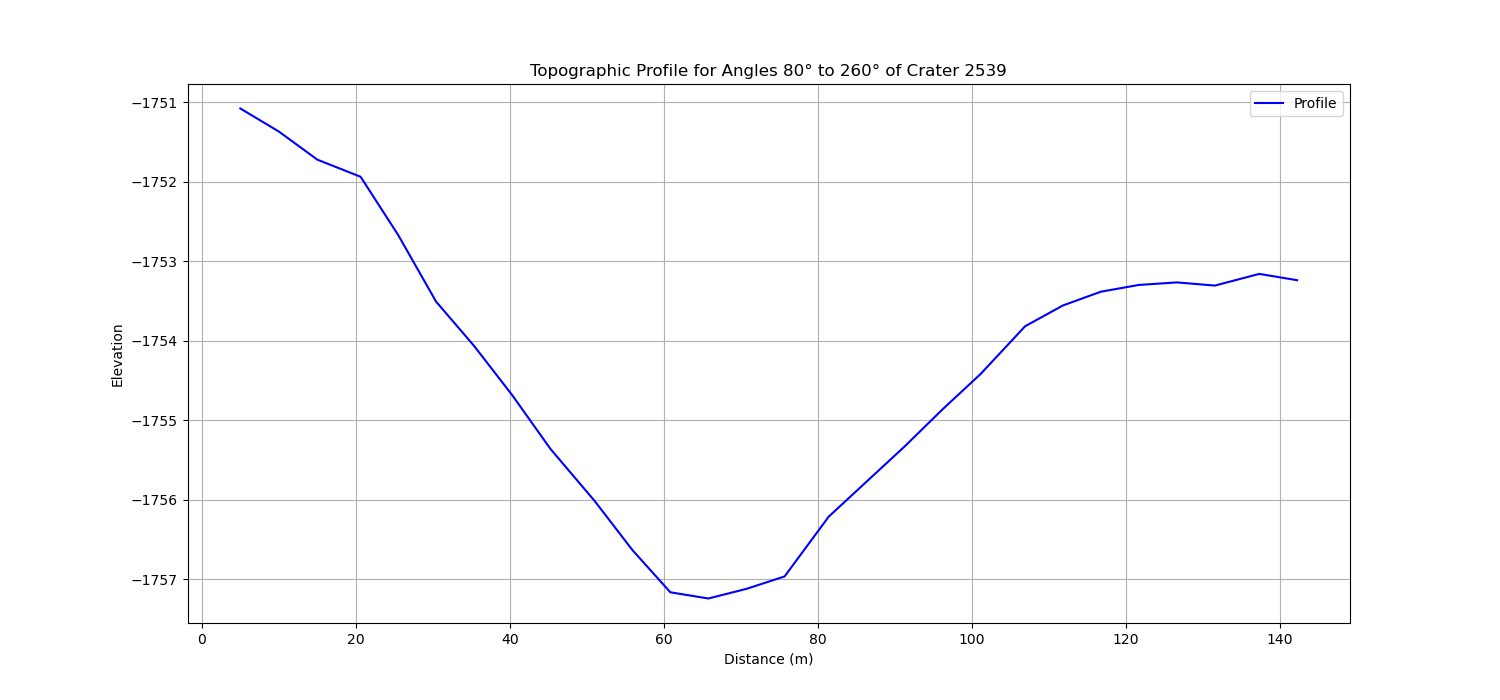 Topographic Profile for Angles 80° to 260° of Crater 2539
Profile
−1751
−1752
−1753
−1754
−1755
−1756
−1757
Elevation
0 20 40 60 80 100 120 140
Distance (m)